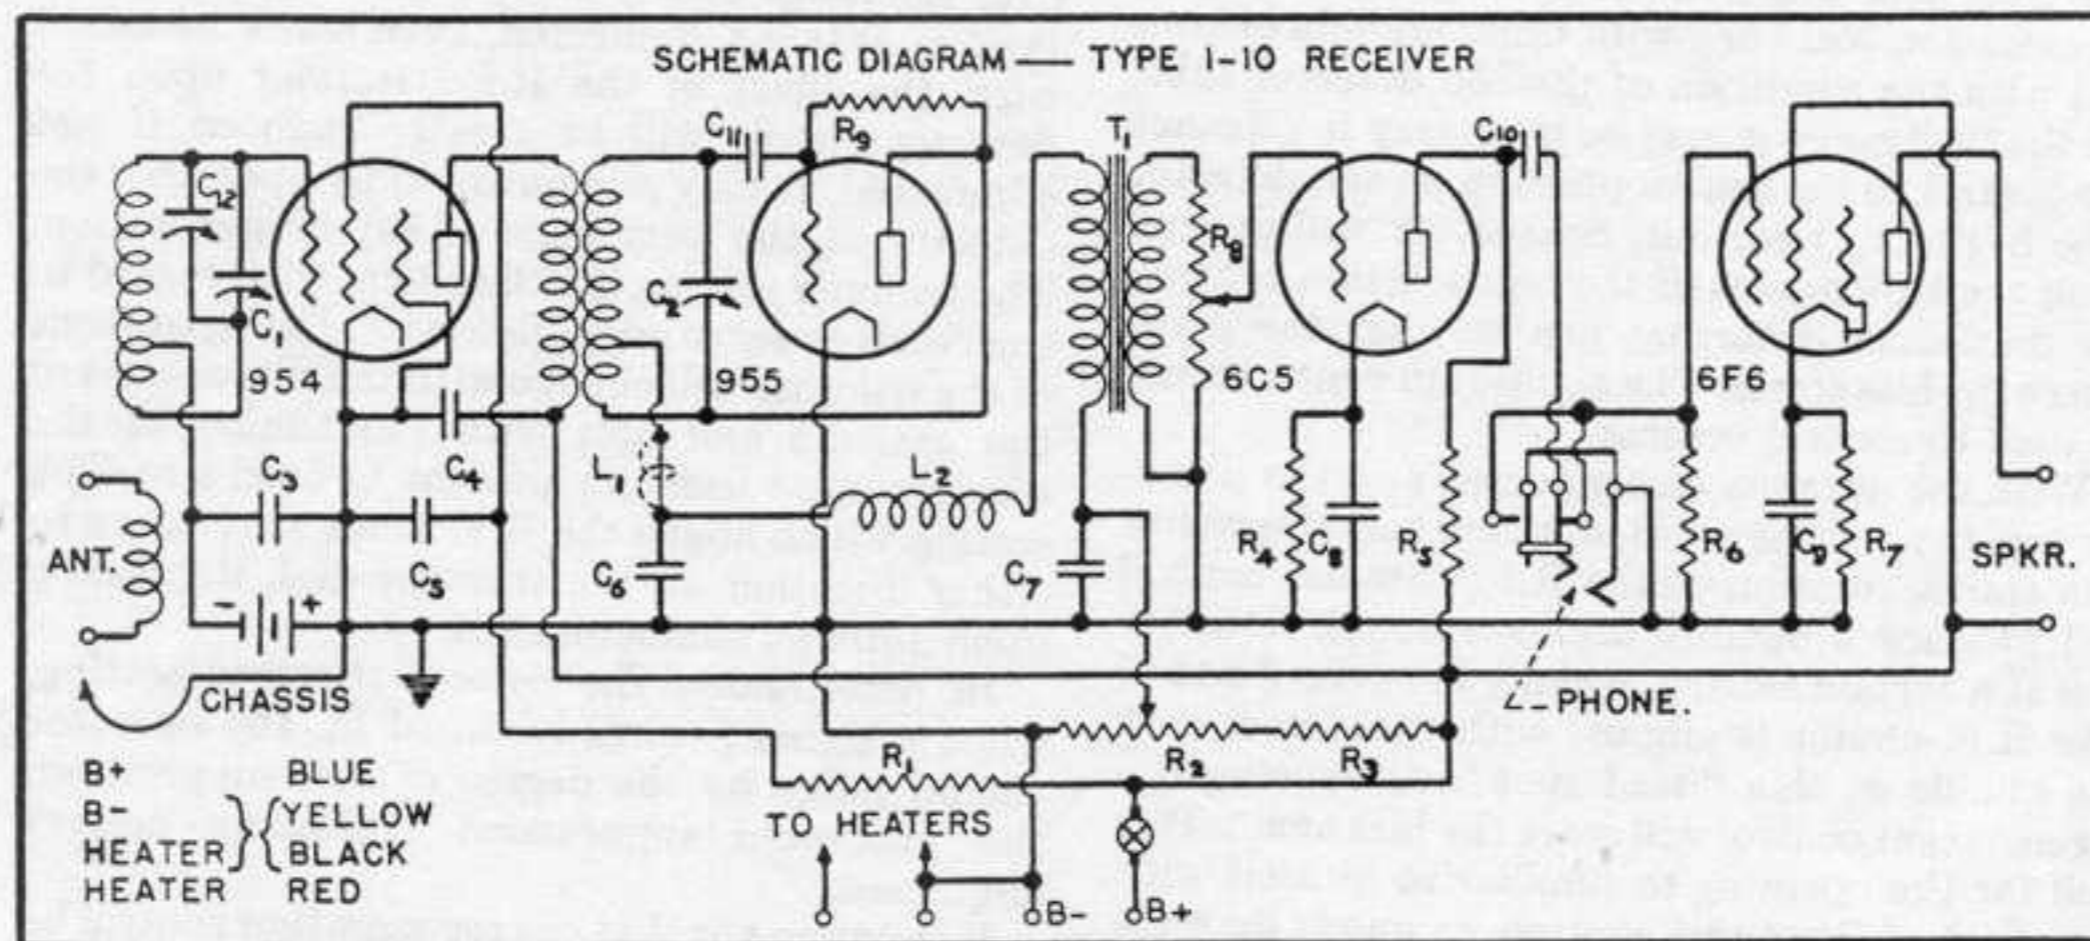 SCHEMATIC DIAGRAM — TYPE 1-10 RECEIVER
C11
R9
T1
C10
C12
R8
C1
C2
954
955
6C5
6F6
C3
C4
L1
L2
ANT.
C5
C6
C7
R4
C8
R5
R6
C9
R7
SPKR.
- +
CHASSIS
PHONE.
R1
R2
R3
B+ BLUE
B- YELLOW
HEATER BLACK
HEATER RED
TO HEATERS
B-
B+